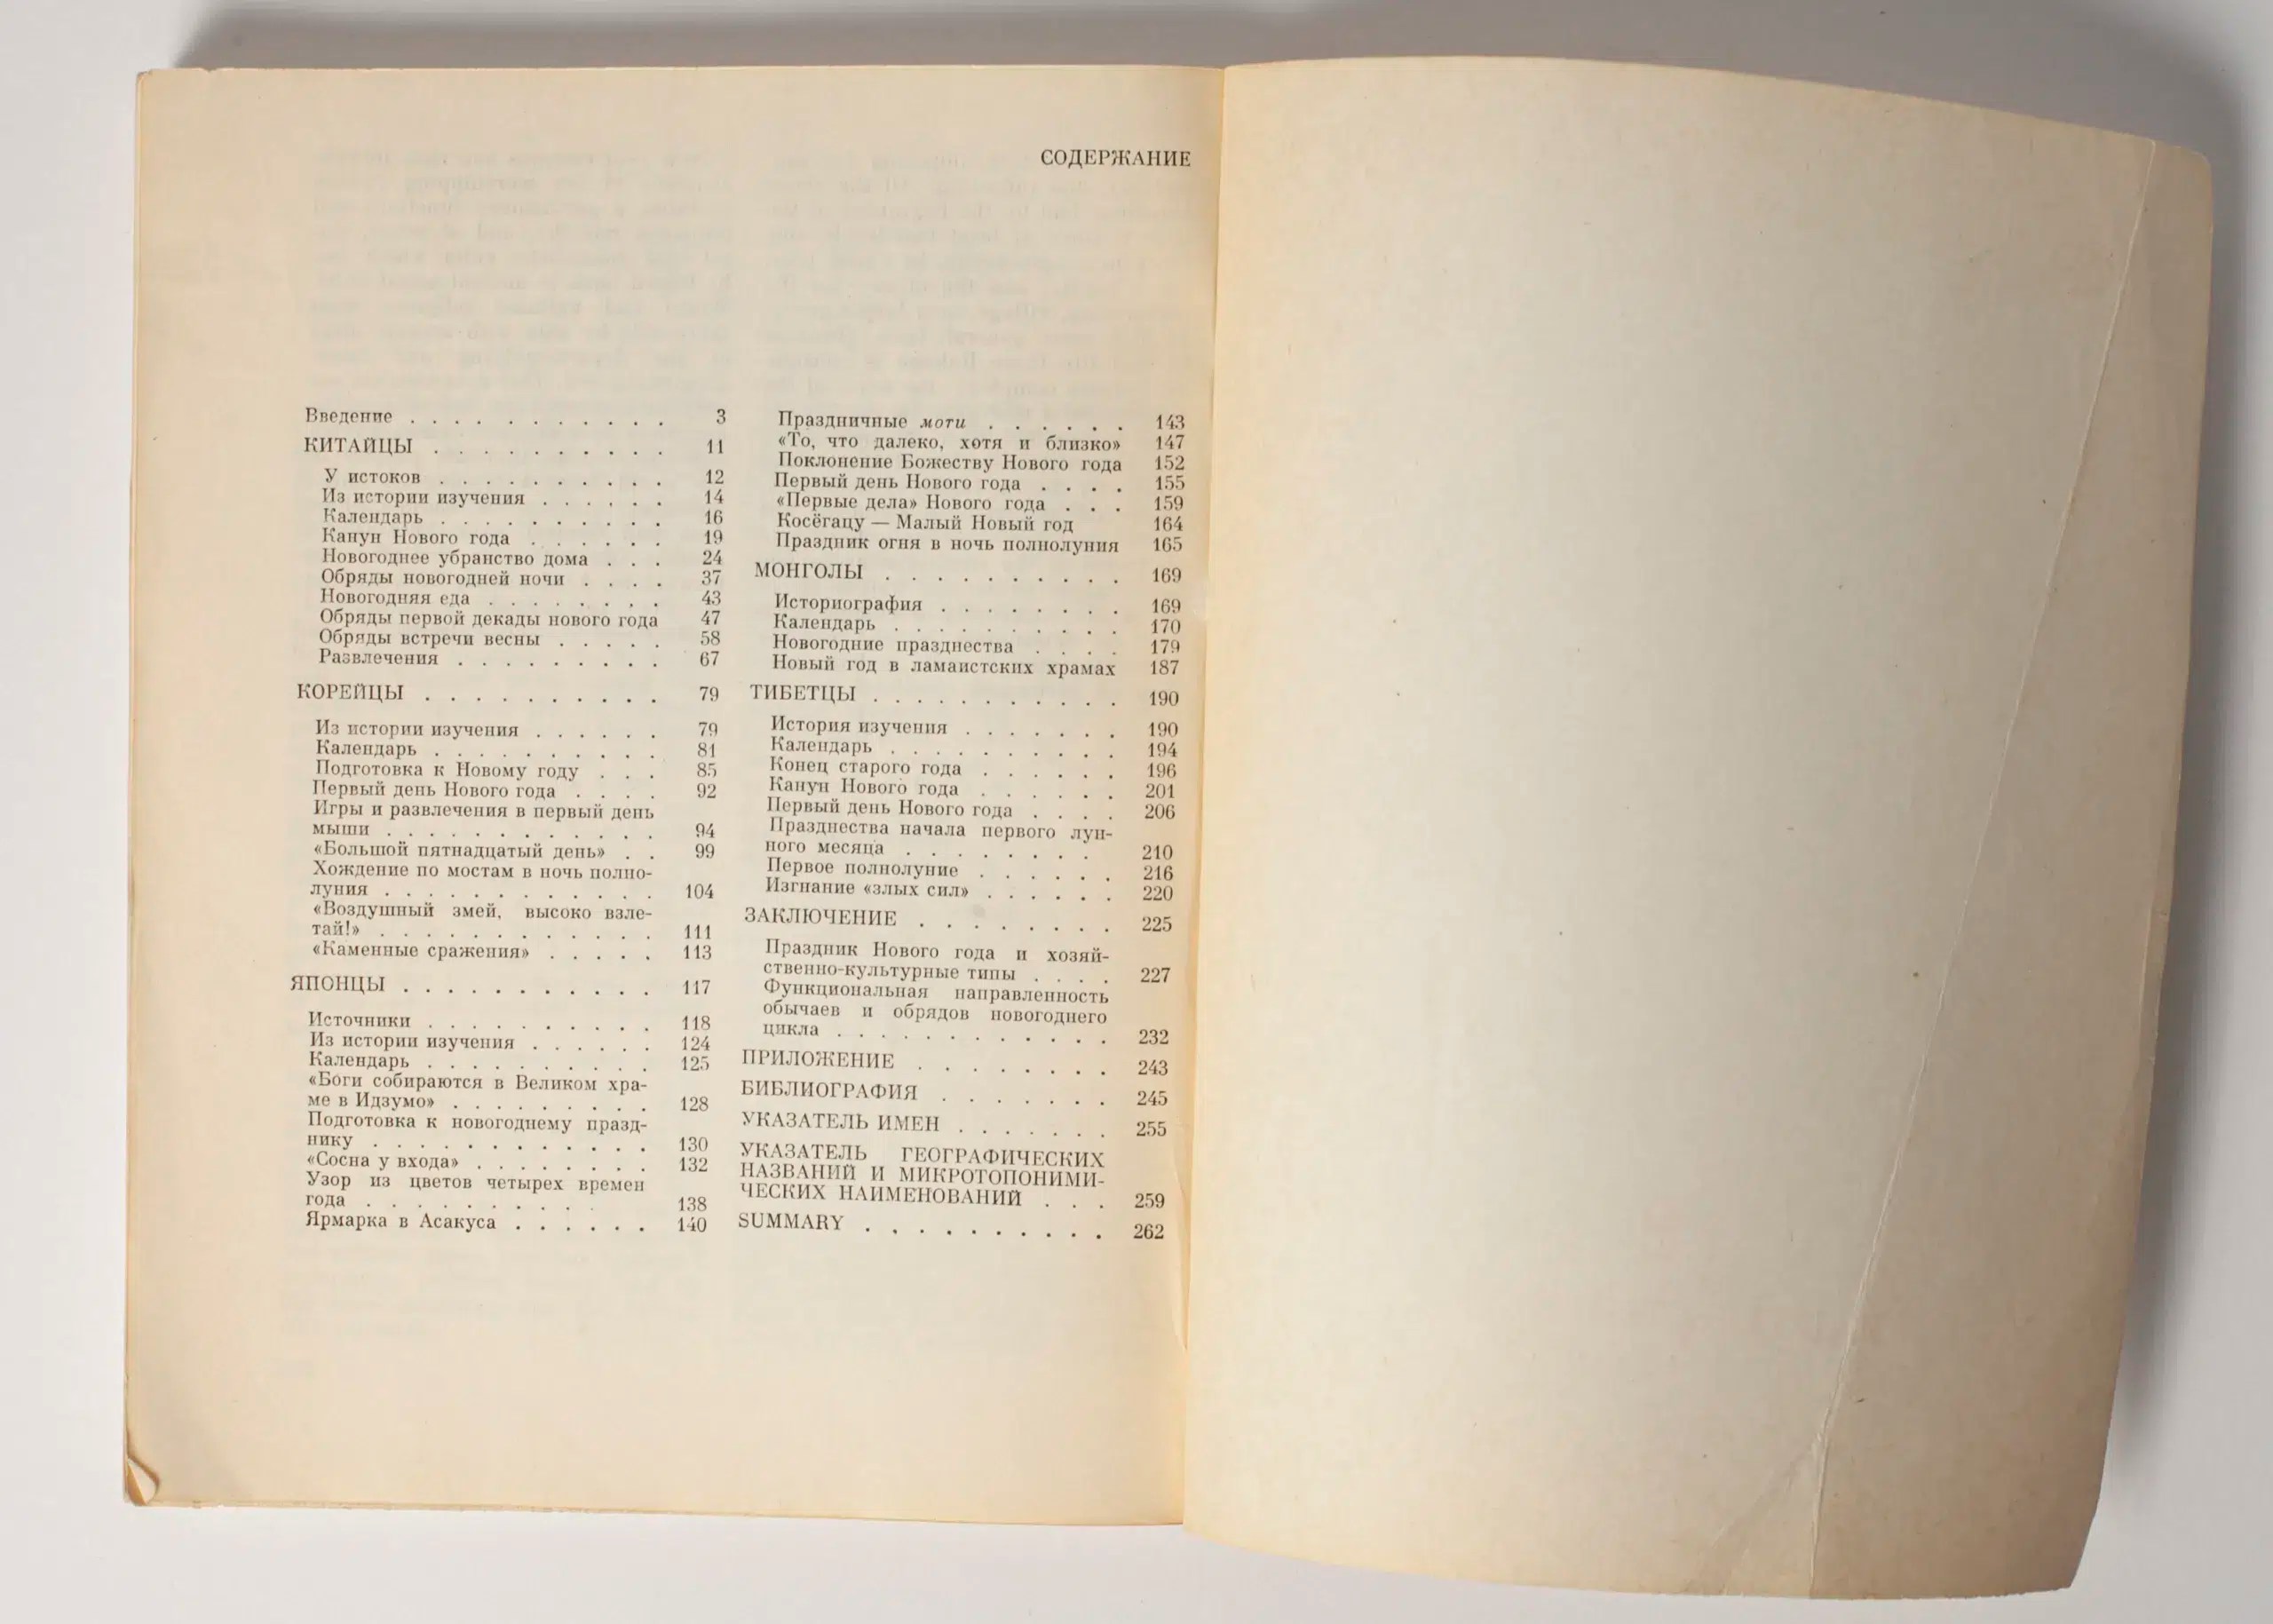 СОДЕРЖАНИЕ
Введение . . . . . . . . . . . 3
КИТАЙЦЫ . . . . . . . . . . 11
У истоков . . . . . . . . . . 12
Из истории изучения . . . . . . 14
Календарь . . . . . . . . . . 16
Канун Нового года . . . . . . 19
Новогоднее убранство дома . . . 24
Обряды новогодней ночи . . . . 37
Новогодняя еда . . . . . . . . 43
Обряды первой декады нового года 47
Обряды встречи весны . . . . . 58
Развлечения . . . . . . . . . 67
КОРЕЙЦЫ . . . . . . . . . . 79
Из истории изучения . . . . . . 79
Календарь . . . . . . . . . . 81
Подготовка к Новому году . . . 85
Первый день Нового года . . . . 92
Игры и развлечения в первый день
мыши . . . . . . . . . . . . 94
«Большой пятнадцатый день» . . 99
Хождение по мостам в ночь полно-
луния . . . . . . . . . . . . 104
«Воздушный змей, высоко взле-
тай!» . . . . . . . . . . . . 111
«Каменные сражения» . . . . . 113
ЯПОНЦЫ . . . . . . . . . . . 117
Источники . . . . . . . . . . 118
Из истории изучения . . . . . . 124
Календарь . . . . . . . . . . 125
«Боги собираются в Великом хра-
ме в Идзумо» . . . . . . . . . 128
Подготовка к новогоднему празд-
нику . . . . . . . . . . . . 130
«Сосна у входа» . . . . . . . . 132
Узор из цветов четырех времен
года . . . . . . . . . . 138
Ярмарка в Асакуса . . . . . . 140
Праздничные моти . . . . . . 143
«То, что далеко, хотя и близко» 147
Поклонение Божеству Нового года 152
Первый день Нового года . . . . 155
«Первые дела» Нового года . . . 159
Косёгацу — Малый Новый год 164
Праздник огня в ночь полнолуния 165
МОНГОЛЫ . . . . . . . . . . 169
Историография . . . . . . . . 169
Календарь . . . . . . . . . . 170
Новогодние празднества . . . . 179
Новый год в ламаистских храмах 187
ТИБЕТЦЫ . . . . . . . . . . . 190
История изучения . . . . . . . 190
Календарь . . . . . . . . . . 194
Конец старого года . . . . . . 196
Канун Нового года . . . . . . 201
Первый день Нового года . . . . 206
Празднества начала первого лун-
ного месяца . . . . . . . . 210
Первое полнолуние . . . . . . 216
Изгнание «злых сил» . . . . . . 220
ЗАКЛЮЧЕНИЕ . . . . . . . . 225
Праздник Нового года и хозяй-
ственно-культурные типы . . . . 227
Функциональная направленность
обычаев и обрядов новогоднего
цикла . . . . . . . . . . . . 232
ПРИЛОЖЕНИЕ . . . . . . . . 243
БИБЛИОГРАФИЯ . . . . . . . 245
УКАЗАТЕЛЬ ИМЕН . . . . . . . 255
УКАЗАТЕЛЬ ГЕОГРАФИЧЕСКИХ
НАЗВАНИЙ И МИКРОТОПОНИМИ-
ЧЕСКИХ НАИМЕНОВАНИЙ . . . 259
SUMMARY . . . . . . . . . . 262